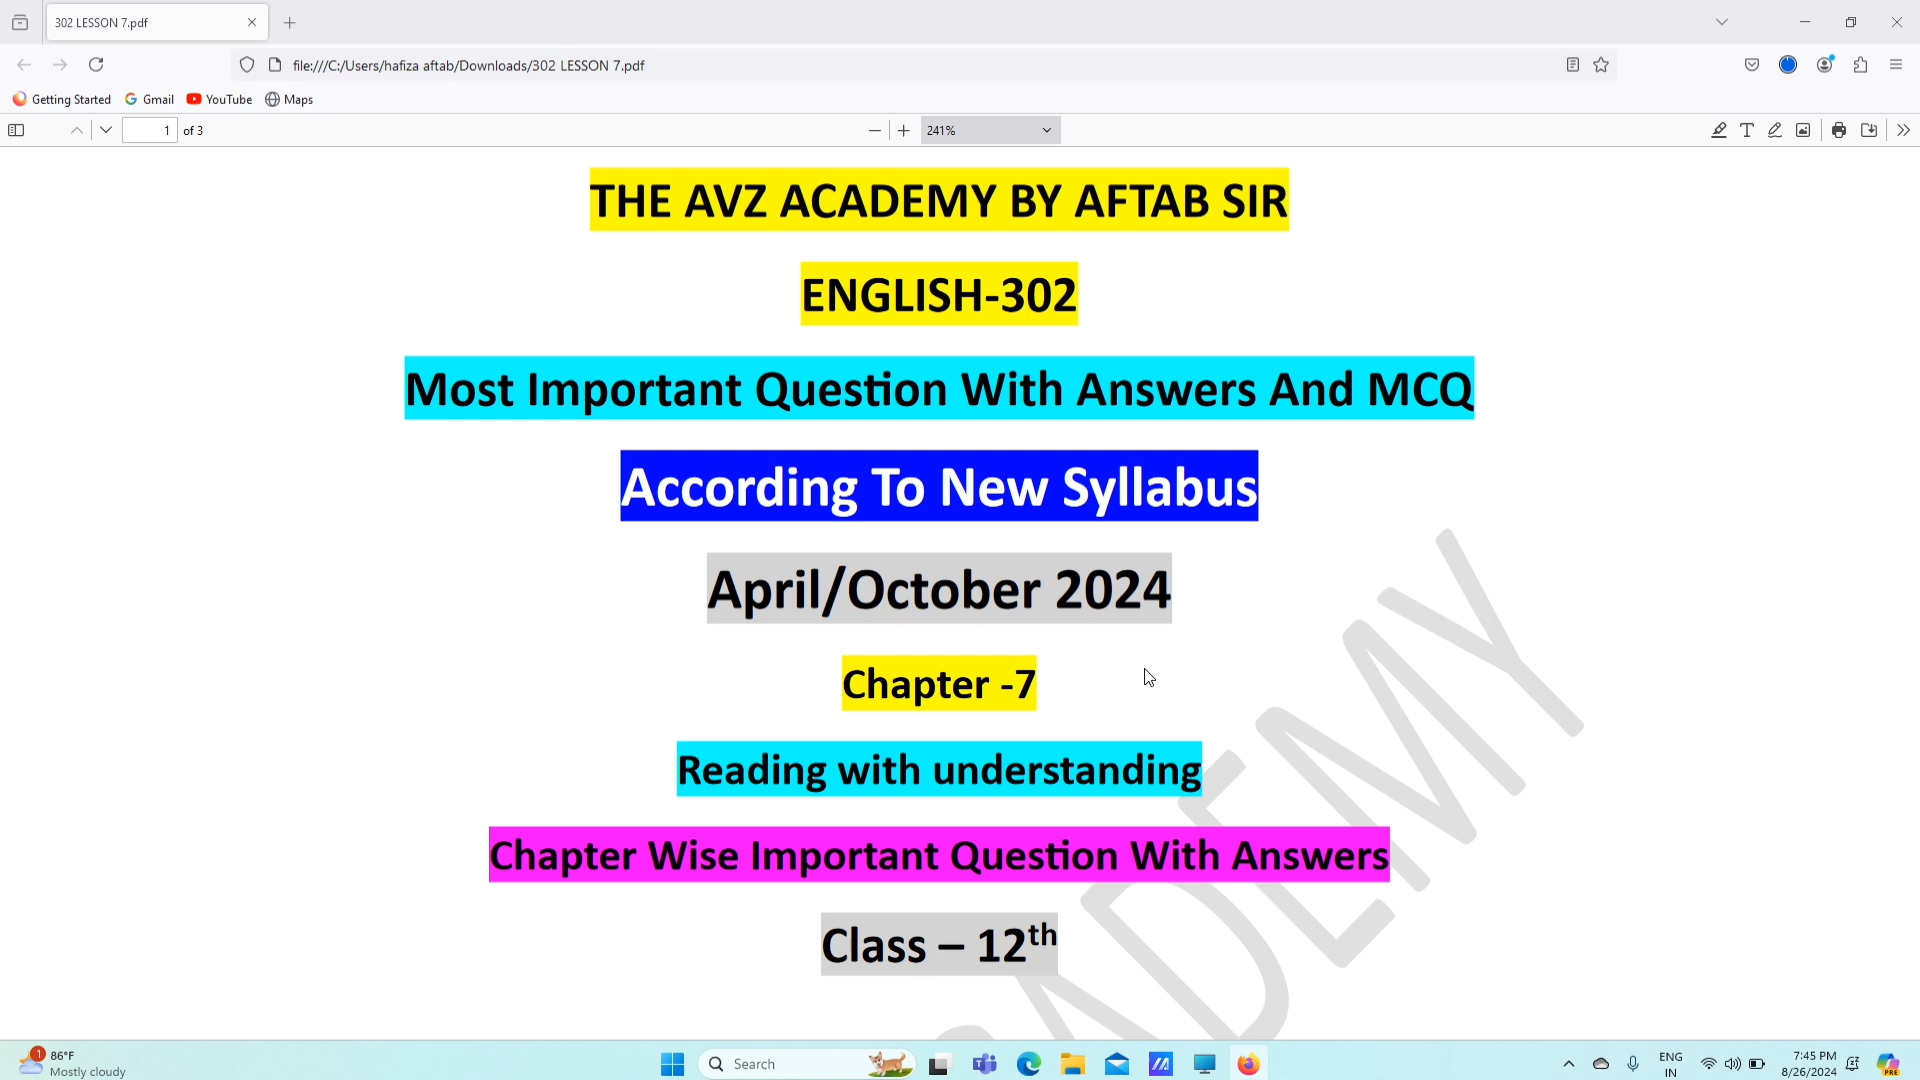 302 LESSON 7.pdf
file:///C:/Users/hafiza aftab/Downloads/302 LESSON 7.pdf
Getting Started Gmail YouTube Maps
1 of 3 241%
THE AVZ ACADEMY BY AFTAB SIR
ENGLISH-302
Most Important Question With Answers And MCQ
According To New Syllabus
April/October 2024
Chapter -7
Reading with understanding
Chapter Wise Important Question With Answers
Class – 12th
ADEMY
1 86°F
Mostly cloudy
Search
ENG
IN
7:45 PM
8/26/2024
PRE